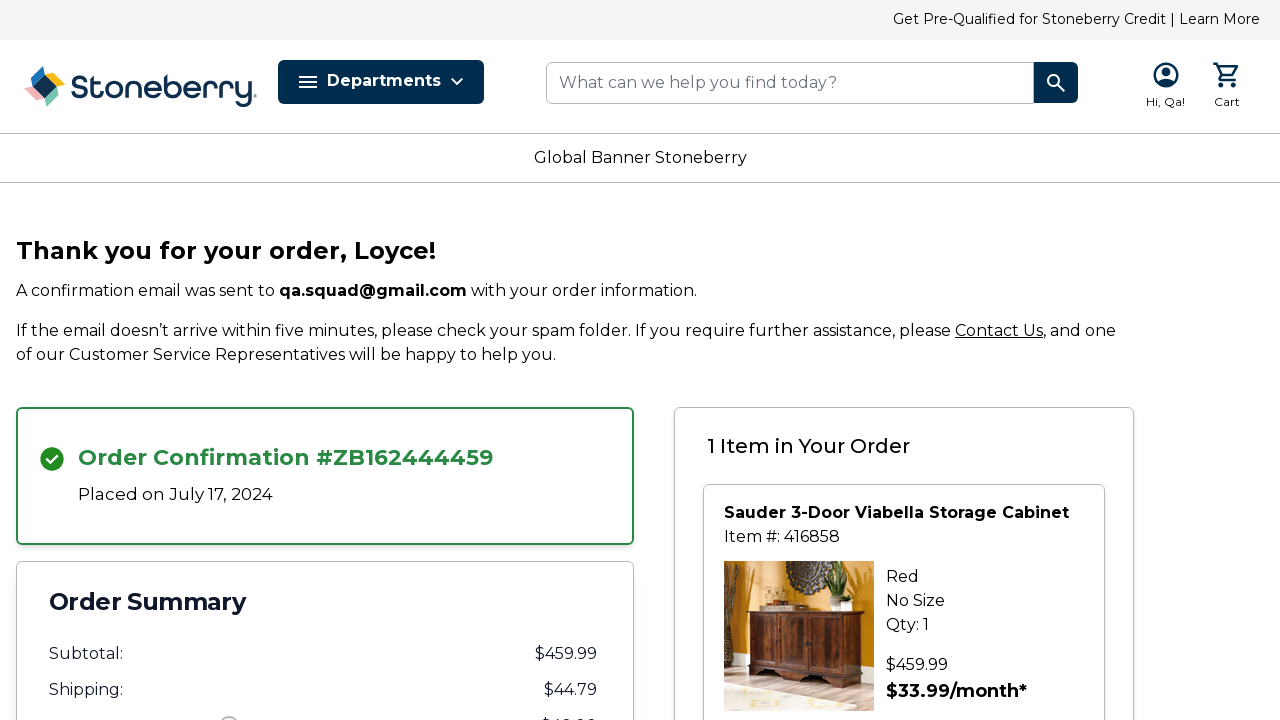 Get Pre-Qualified for Stoneberry Credit | Learn More
Stoneberry
Departments
What can we help you find today?
Hi, Qa!
Cart
Global Banner Stoneberry
Thank you for your order, Loyce!
A confirmation email was sent to qa.squad@gmail.com with your order information.
If the email doesn’t arrive within five minutes, please check your spam folder. If you require further assistance, please Contact Us, and one
of our Customer Service Representatives will be happy to help you.
Order Confirmation #ZB162444459
Placed on July 17, 2024
Order Summary
Subtotal: $459.99
Shipping: $44.79
1 Item in Your Order
Sauder 3-Door Viabella Storage Cabinet
Item #: 416858
Red
No Size
Qty: 1
$459.99
$33.99/month*